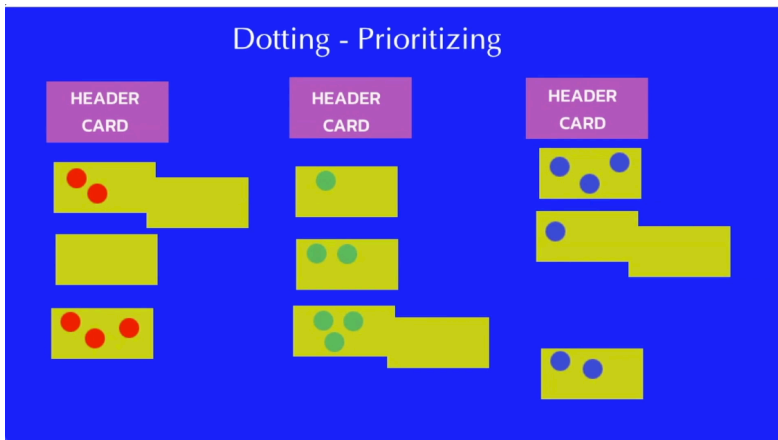 Dotting - Prioritizing
HEADER
CARD
HEADER
CARD
HEADER
CARD